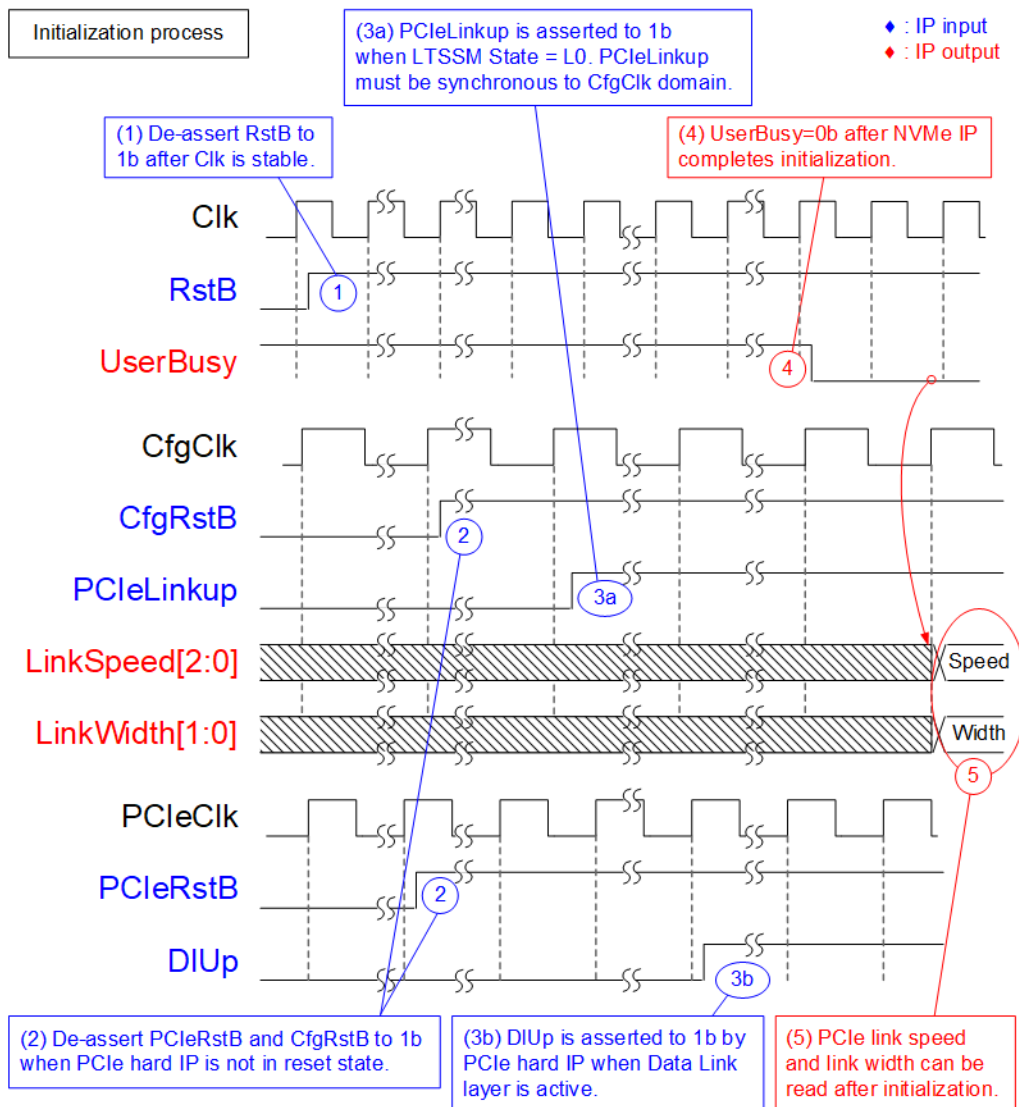 Initialization process
(3a) PCIeLinkup is asserted to 1b
when LTSSM State = L0. PCIeLinkup
must be synchronous to CfgClk domain.
♦ : IP input
♦ : IP output
(1) De-assert RstB to
1b after Clk is stable.
(4) UserBusy=0b after NVMe IP
completes initialization.
Clk
RstB
1
UserBusy
4
CfgClk
CfgRstB
2
PCIeLinkup
3a
LinkSpeed[2:0]
Speed
LinkWidth[1:0]
Width
5
PCIeClk
PCIeRstB
2
DlUp
3b
(2) De-assert PCIeRstB and CfgRstB to 1b
when PCIe hard IP is not in reset state.
(3b) DlUp is asserted to 1b by
PCIe hard IP when Data Link
layer is active.
(5) PCIe link speed
and link width can be
read after initialization.